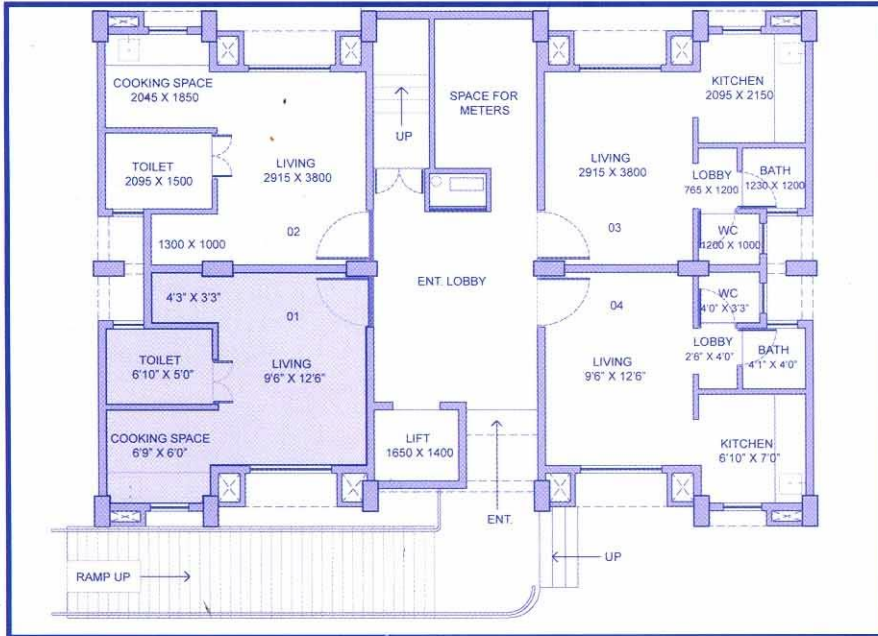 COOKING SPACE
2045 X 1850
TOILET
2095 X 1500
LIVING
2915 X 3800
1300 X 1000
02
UP
SPACE FOR
METERS
ENT. LOBBY
LIVING
2915 X 3800
03
KITCHEN
2095 X 2150
LOBBY
765 X 1200
BATH
1230 X 1200
WC
1200 X 1000
4'3" X 3'3"
01
TOILET
6'10" X 5'0"
LIVING
9'6" X 12'6"
COOKING SPACE
6'9" X 6'0"
LIFT
1650 X 1400
04
LIVING
9'6" X 12'6"
WC
4'0" X 3'3"
LOBBY
2'6" X 4'0"
BATH
4'1" X 4'0"
KITCHEN
6'10" X 7'0"
ENT.
UP
RAMP UP